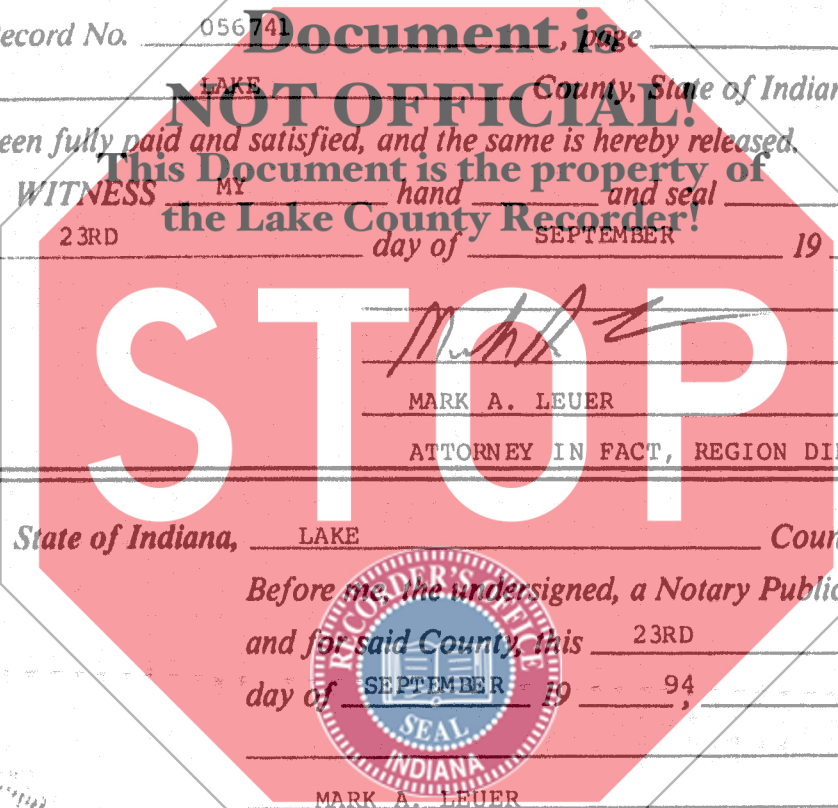 Record No. 056741, page
Document is
LAKE County, State of Indian
NOT OFFICIAL!
een fully paid and satisfied, and the same is hereby released.
This Document is the property of
WITNESS MY hand and seal
the Lake County Recorder!
23RD day of SEPTEMBER 19
STOP
MARK A. LEUER
ATTORNEY IN FACT, REGION DI
State of Indiana, LAKE Coun
Before me, the undersigned, a Notary Public
and for said County, this 23RD
day of SEPTEMBER 19 94,
RECORDER'S OFFICE
SEAL
INDIANA
MARK A. LEUER